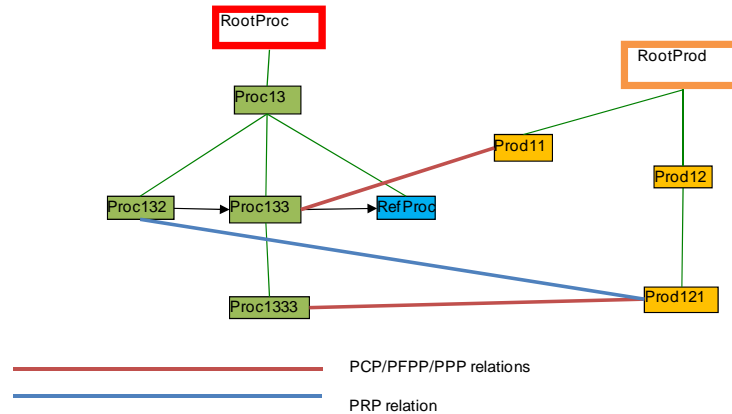 RootProc
RootProd
Proc13
Prod11
Prod12
Proc132
Proc133
RefProc
Proc1333
Prod121
PCP/PFPP/PPP relations
PRP relation